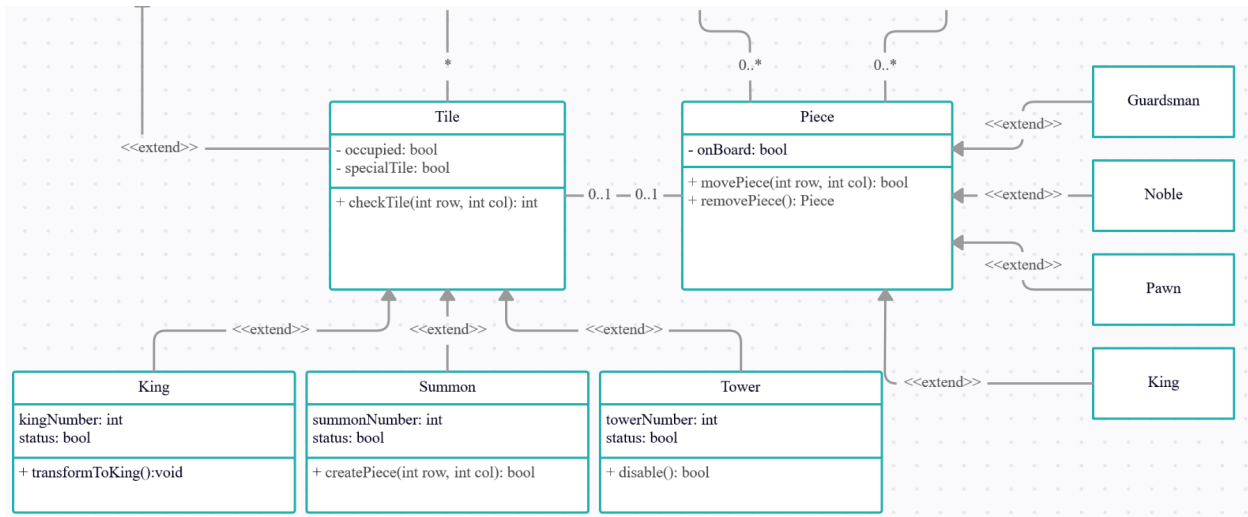 *
0..*
0..*
<<extend>>
Tile
- occupied: bool
- specialTile: bool
+ checkTile(int row, int col): int
0..1
0..1
Piece
- onBoard: bool
+ movePiece(int row, int col): bool
+ removePiece(): Piece
<<extend>>
Guardsman
<<extend>>
Noble
<<extend>>
Pawn
<<extend>>
King
<<extend>>
<<extend>>
<<extend>>
King
kingNumber: int
status: bool
+ transformToKing():void
Summon
summonNumber: int
status: bool
+ createPiece(int row, int col): bool
Tower
towerNumber: int
status: bool
+ disable(): bool